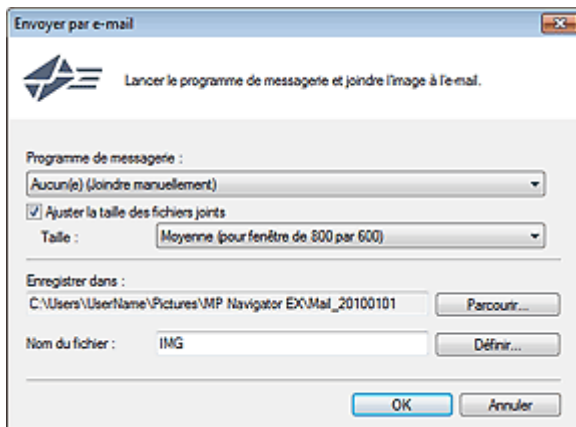 Envoyer par e-mail
Lancer le programme de messagerie et joindre l'image à l'e-mail.
Programme de messagerie :
Aucun(e) (Joindre manuellement)
Ajuster la taille des fichiers joints
Taille : Moyenne (pour fenêtre de 800 par 600)
Enregistrer dans :
C:\Users\UserName\Pictures\MP Navigator EX\Mail_20100101 Parcourir...
Nom du fichier : IMG Définir...
OK Annuler